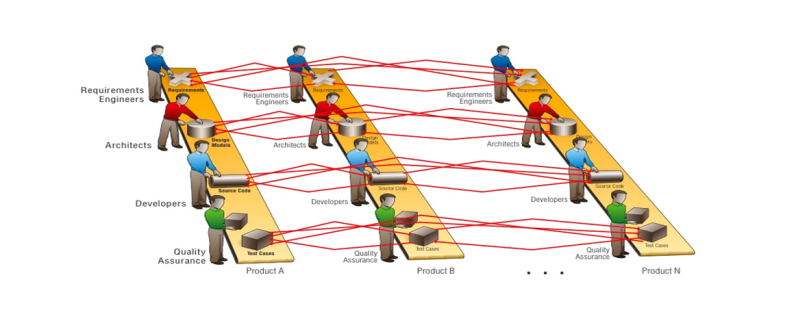 Requirements
Engineers
Requirements
Architects
Design
Models
Developers
Source Code
Quality
Assurance
Test Cases
Product A
Requirements
Engineers
Requirements
Architects
Developers
Source Code
Quality
Assurance
Test Cases
Product B
. . .
Requirements
Engineers
Requirements
Architects
Developers
Source Code
Quality
Assurance
Test Cases
Product N